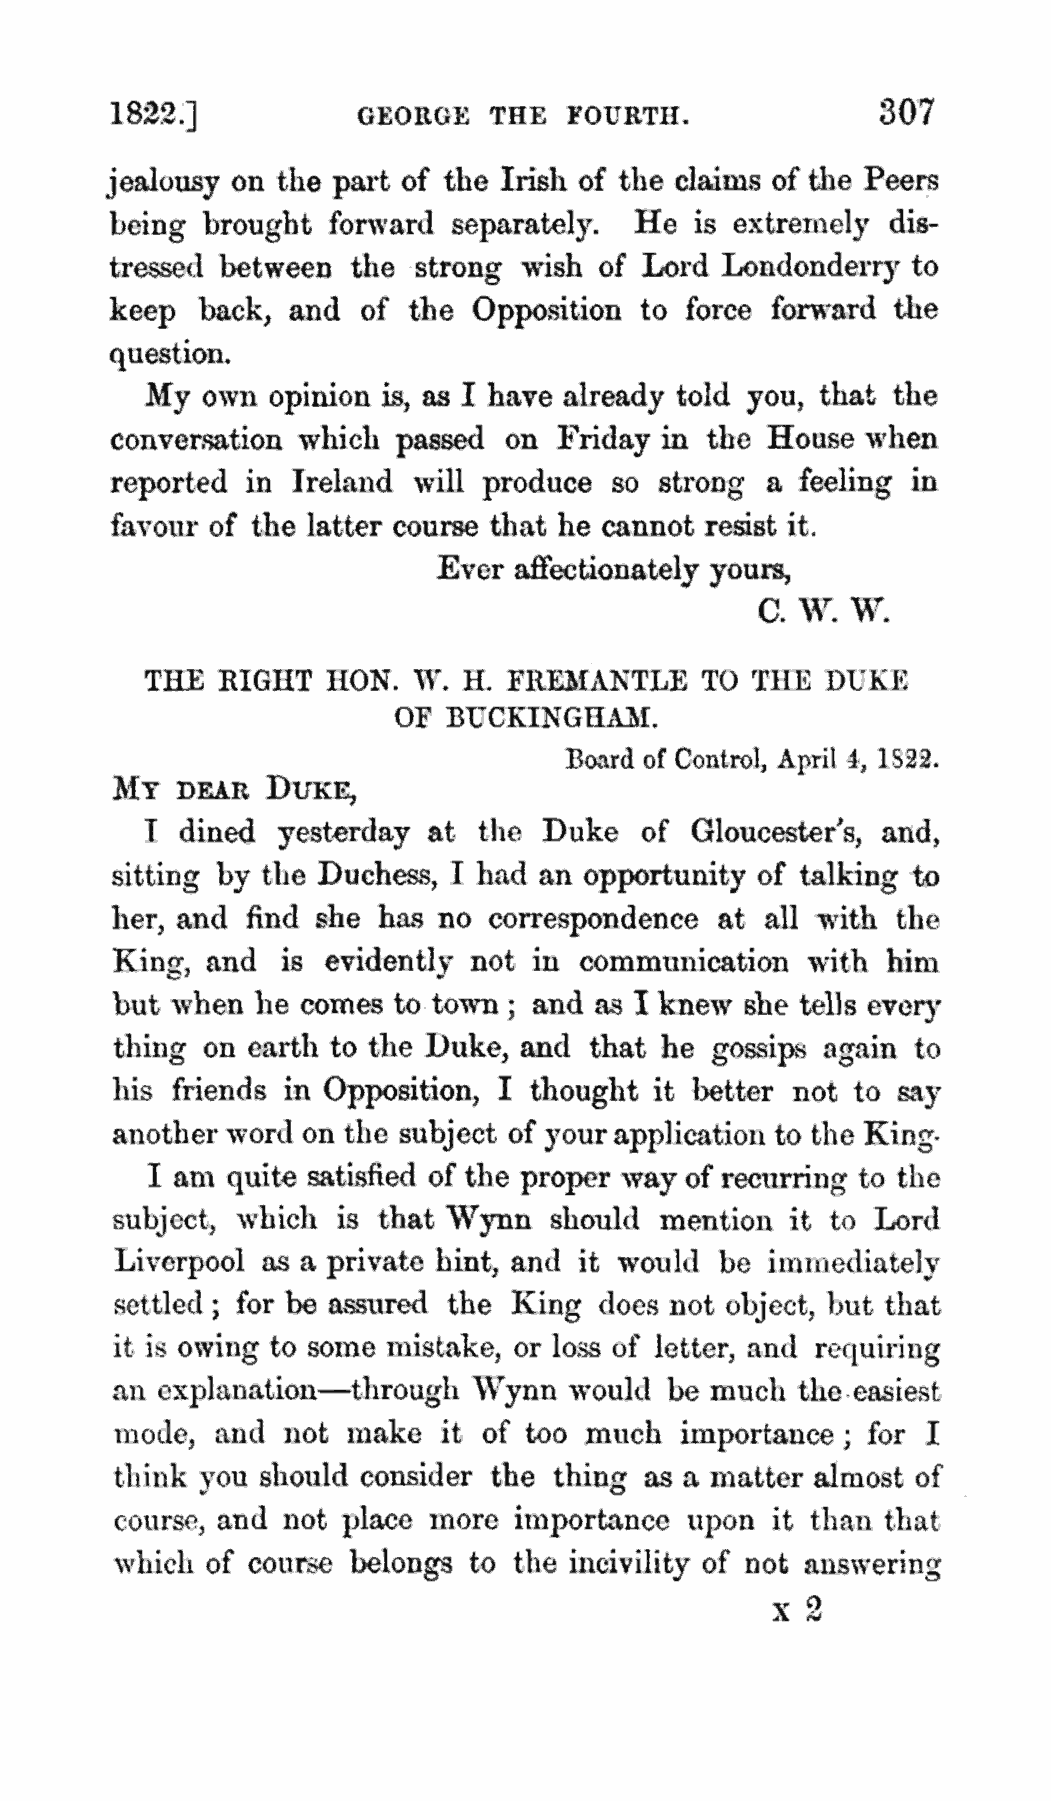 1822.] GEORGE THE FOURTH. 307
jealousy on the part of the Irish of the claims of the Peers
being brought forward separately. He is extremely dis-
tressed between the strong wish of Lord Londonderry to
keep back, and of the Opposition to force forward the
question.
My own opinion is, as I have already told you, that the
conversation which passed on Friday in the House when
reported in Ireland will produce so strong a feeling in
favour of the latter course that he cannot resist it.
Ever affectionately yours,
C. W. W.
THE RIGHT HON. W. H. FREMANTLE TO THE DUKE
OF BUCKINGHAM.
Board of Control, April 4, 1822.
MY DEAR DUKE,
I dined yesterday at the Duke of Gloucester's, and,
sitting by the Duchess, I had an opportunity of talking to
her, and find she has no correspondence at all with the
King, and is evidently not in communication with him
but when he comes to town; and as I knew she tells every
thing on earth to the Duke, and that he gossips again to
his friends in Opposition, I thought it better not to say
another word on the subject of your application to the King.
I am quite satisfied of the proper way of recurring to the
subject, which is that Wynn should mention it to Lord
Liverpool as a private hint, and it would be immediately
settled; for be assured the King does not object, but that
it is owing to some mistake, or loss of letter, and requiring
an explanation—through Wynn would be much the easiest
mode, and not make it of too much importance; for I
think you should consider the thing as a matter almost of
course, and not place more importance upon it than that
which of course belongs to the incivility of not answering
X 2